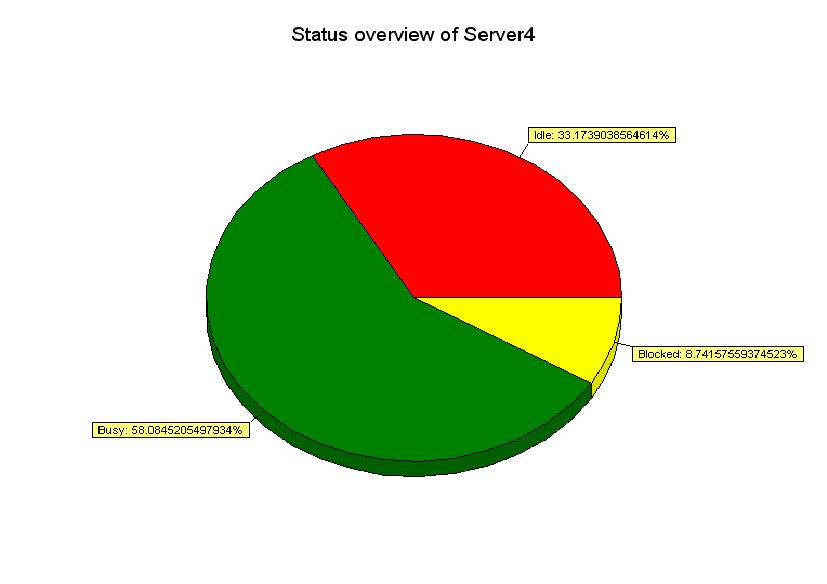 Status overview of Server4
Idle: 33.1739038564614%
Blocked: 8.74157559374523%
Busy: 58.0845205497934%